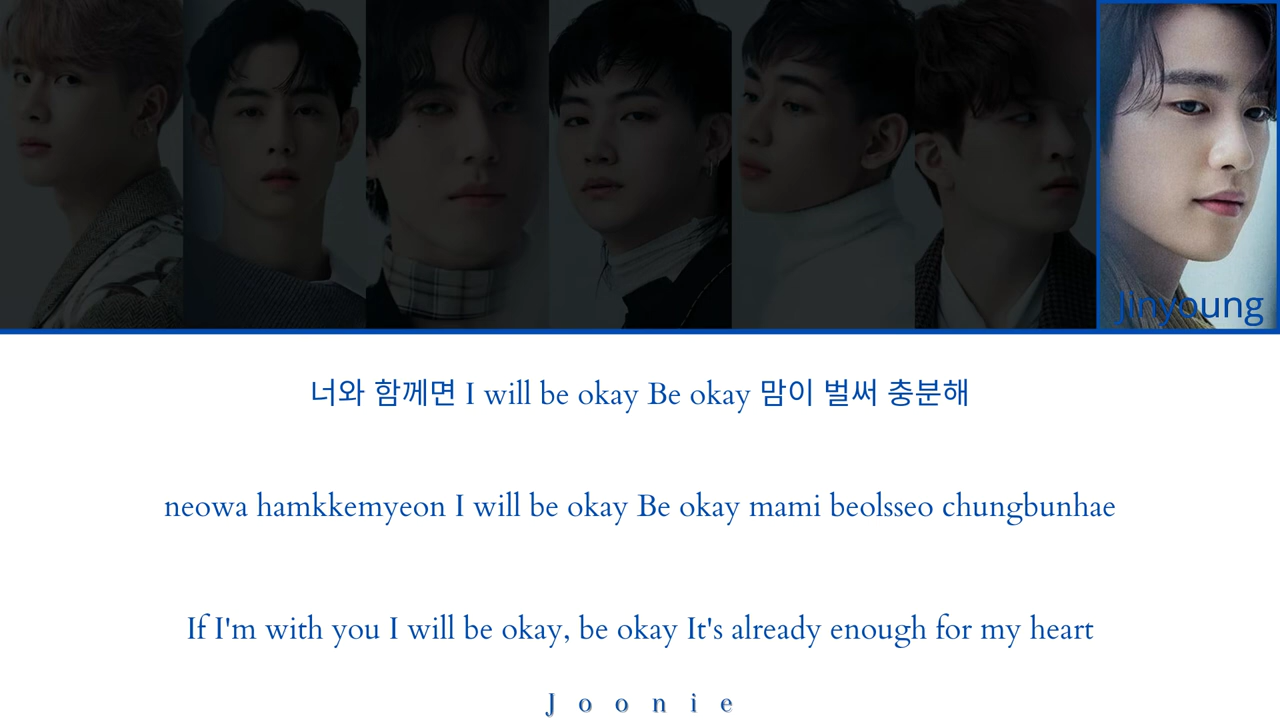 Jinyoung
너와 함께면 I will be okay Be okay 맘이 벌써 충분해
neowa hamkkemyeon I will be okay Be okay mami beolsseo chungbunhae
If I'm with you I will be okay, be okay It's already enough for my heart
Joonie